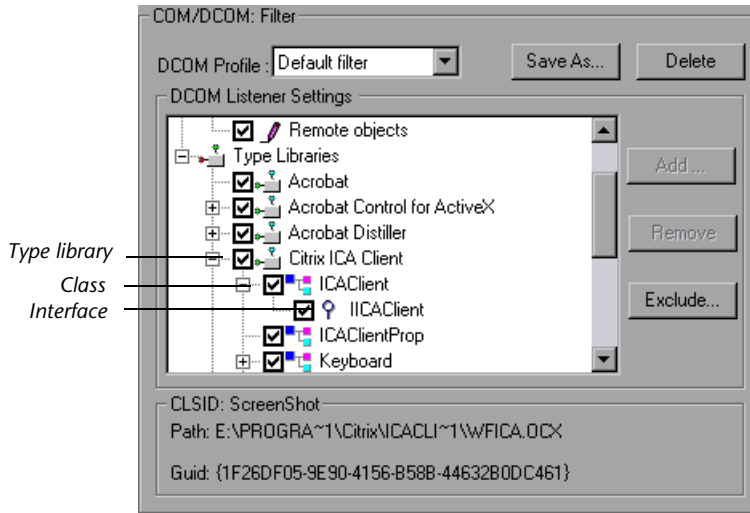 COM/DCOM: Filter
DCOM Profile : Default filter Save As... Delete
DCOM Listener Settings
Remote objects
Type Libraries
Acrobat
Add ...
Acrobat Control for ActiveX
Acrobat Distiller
Remove
Type library Citrix ICA Client
Class ICAClient
Interface IICAClient
Exclude...
ICAClientProp
Keyboard
CLSID: ScreenShot
Path: E:\PROGRA~1\Citrix\ICACLI~1\WFICA.OCX
Guid: {1F26DF05-9E90-4156-B58B-44632B0DC461}